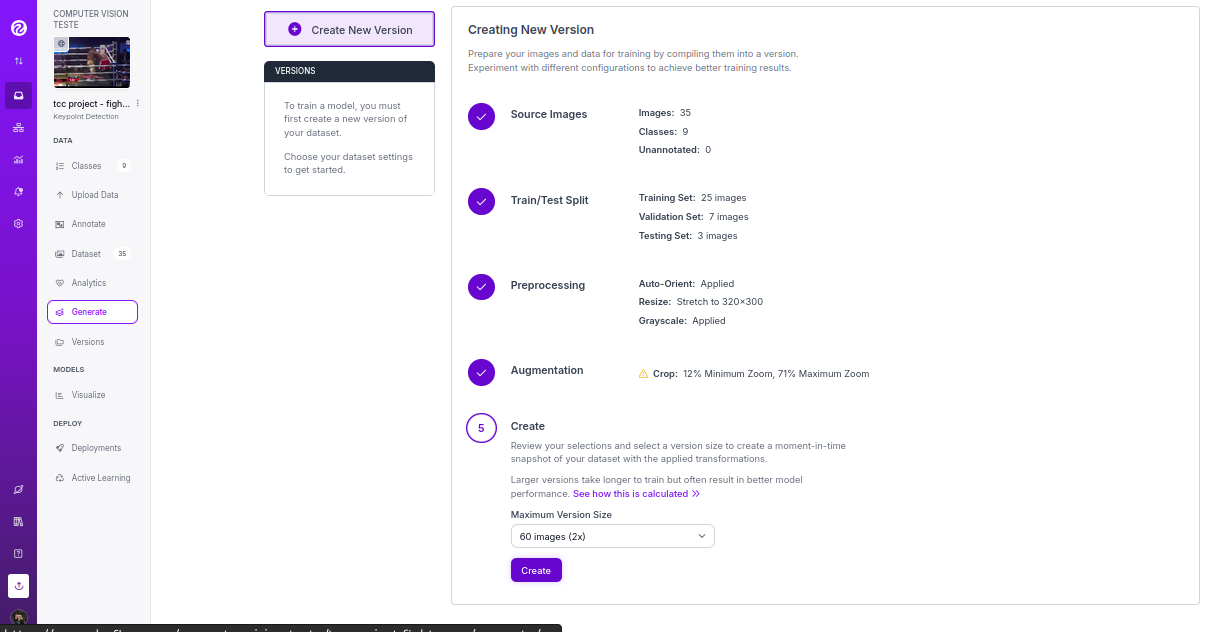 COMPUTER VISION
TESTE
tcc project - figh...
Keypoint Detection
DATA
Classes 9
Upload Data
Annotate
Dataset 35
Analytics
Generate
Versions
MODELS
Visualize
DEPLOY
Deployments
Active Learning
Create New Version
VERSIONS
To train a model, you must
first create a new version of
your dataset.
Choose your dataset settings
to get started.
Creating New Version
Prepare your images and data for training by compiling them into a version.
Experiment with different configurations to achieve better training results.
Source Images
Images: 35
Classes: 9
Unannotated: 0
Train/Test Split
Training Set: 25 images
Validation Set: 7 images
Testing Set: 3 images
Preprocessing
Auto-Orient: Applied
Resize: Stretch to 320×300
Grayscale: Applied
Augmentation
Crop: 12% Minimum Zoom, 71% Maximum Zoom
5
Create
Review your selections and select a version size to create a moment-in-time
snapshot of your dataset with the applied transformations.
Larger versions take longer to train but often result in better model
performance. See how this is calculated
Maximum Version Size
60 images (2x)
Create